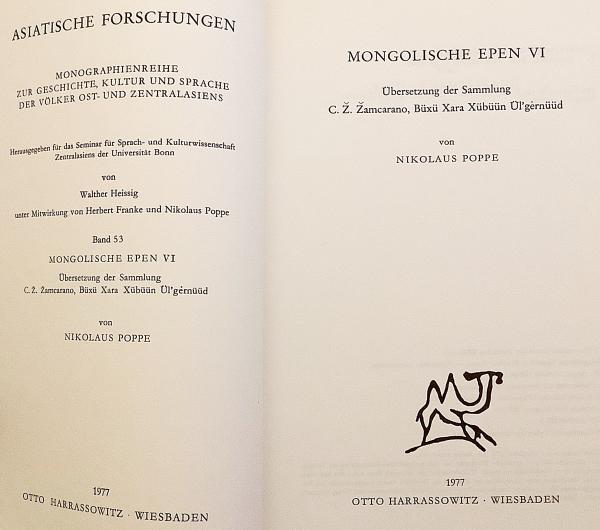 ASIATISCHE FORSCHUNGEN
MONOGRAPHIENREIHE
ZUR GESCHICHTE, KULTUR UND SPRACHE
DER VÖLKER OST- UND ZENTRALASIENS
Herausgegeben für das Seminar für Sprach- und Kulturwissenschaft
Zentralasiens der Universität Bonn
von
Walther Heissig
unter Mitwirkung von Herbert Franke und Nikolaus Poppe
Band 53
MONGOLISCHE EPEN VI
Übersetzung der Sammlung
C. Ž. Žamcarano, Büxü Xara Xübüün Ül'gérnüüd
von
NIKOLAUS POPPE
1977
OTTO HARRASSOWITZ · WIESBADEN
MONGOLISCHE EPEN VI
Übersetzung der Sammlung
C. Ž. Žamcarano, Büxü Xara Xübüün Ül'gérnüüd
von
NIKOLAUS POPPE
1977
OTTO HARRASSOWITZ · WIESBADEN